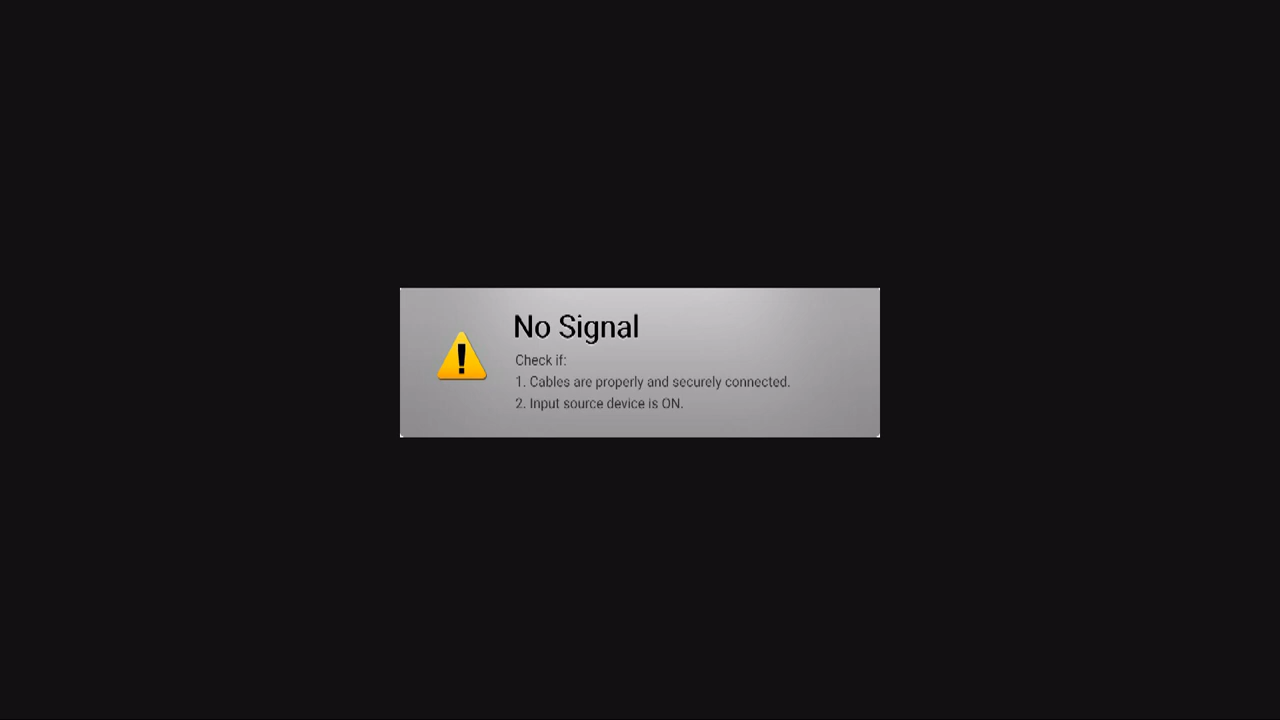 No Signal
Check if:
1. Cables are properly and securely connected.
2. Input source device is ON.